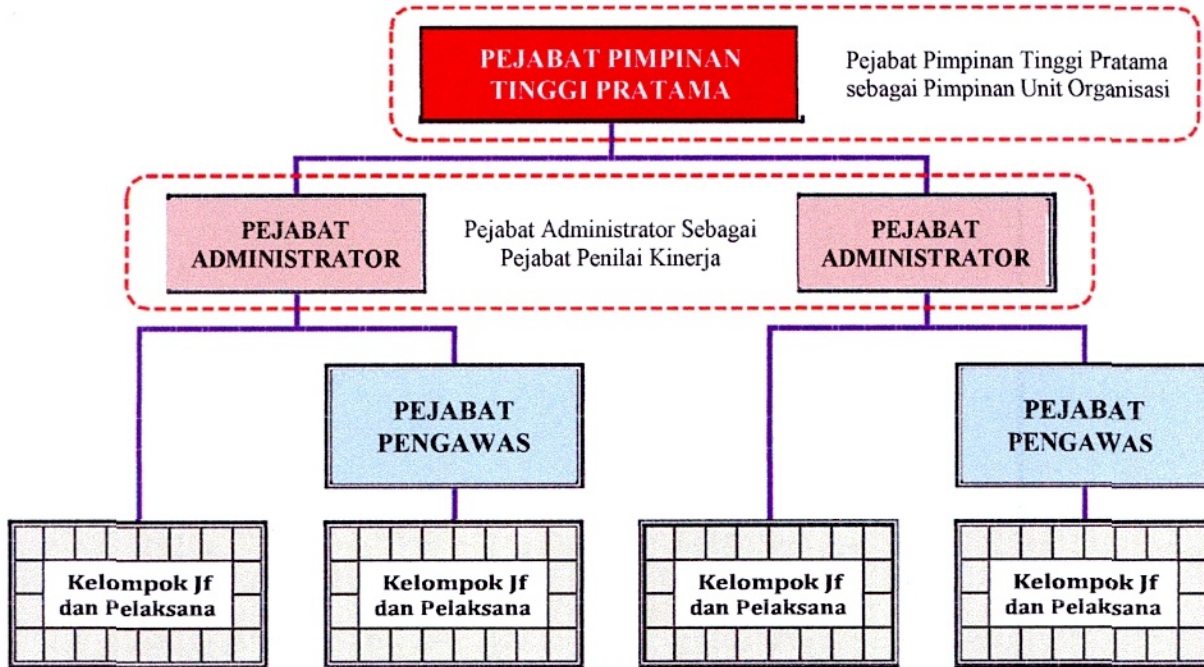 PEJABAT PIMPINAN
TINGGI PRATAMA
Pejabat Pimpinan Tinggi Pratama
sebagai Pimpinan Unit Organisasi
PEJABAT
ADMINISTRATOR
Pejabat Administrator Sebagai
Pejabat Penilai Kinerja
PEJABAT
ADMINISTRATOR
PEJABAT
PENGAWAS
PEJABAT
PENGAWAS
Kelompok Jf
dan Pelaksana
Kelompok Jf
dan Pelaksana
Kelompok Jf
dan Pelaksana
Kelompok Jf
dan Pelaksana